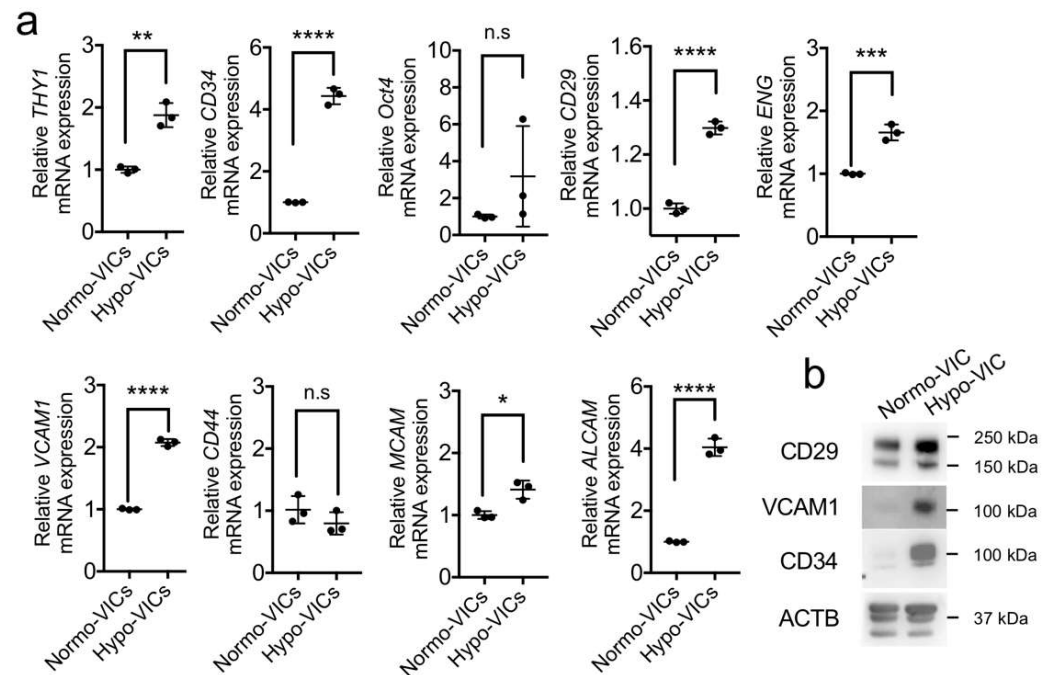 a
Relative THY1
mRNA expression
3
2
1
0
**
Normo-VICs
Hypo-VICs
Relative CD34
mRNA expression
6
4
2
0
****
Normo-VICs
Hypo-VICs
Relative Oct4
mRNA expression
10
8
6
4
2
0
n.s
Normo-VICs
Hypo-VICs
Relative CD29
mRNA expression
1.6
1.4
1.2
1.0
****
Normo-VICs
Hypo-VICs
Relative ENG
mRNA expression
3
2
1
0
***
Normo-VICs
Hypo-VICs
Relative VCAM1
mRNA expression
3
2
1
0
****
Normo-VICs
Hypo-VICs
Relative CD44
mRNA expression
3
2
1
0
n.s
Normo-VICs
Hypo-VICs
Relative MCAM
mRNA expression
3
2
1
0
*
Normo-VICs
Hypo-VICs
Relative ALCAM
mRNA expression
6
4
2
0
****
Normo-VICs
Hypo-VICs
b
Normo-VIC
Hypo-VIC
CD29
250 kDa
150 kDa
VCAM1
100 kDa
CD34
100 kDa
ACTB
37 kDa